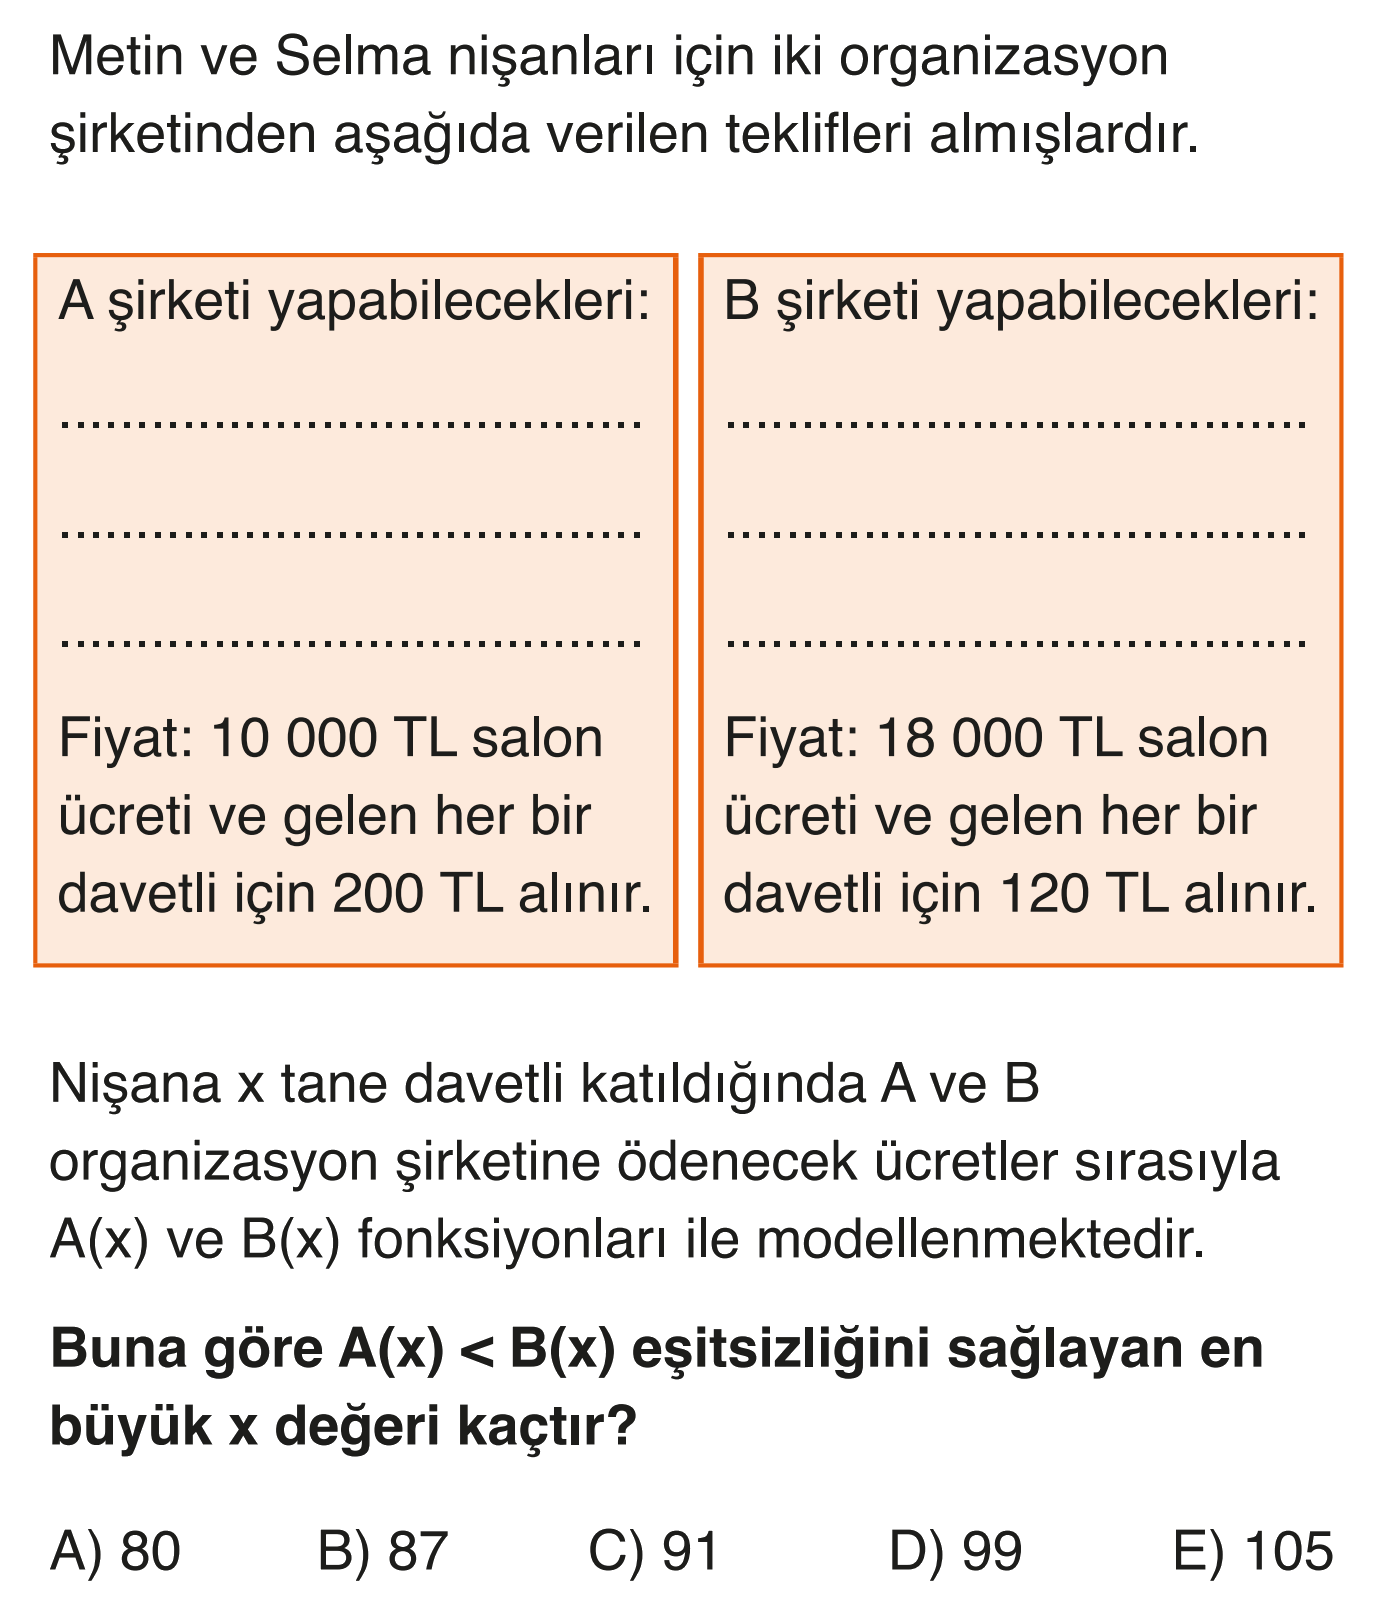 Metin ve Selma nişanları için iki organizasyon
şirketinden aşağıda verilen teklifleri almışlardır.
A şirketi yapabilecekleri:
......................................
......................................
......................................
Fiyat: 10 000 TL salon
ücreti ve gelen her bir
davetli için 200 TL alınır.
B şirketi yapabilecekleri:
......................................
......................................
......................................
Fiyat: 18 000 TL salon
ücreti ve gelen her bir
davetli için 120 TL alınır.
Nişana x tane davetli katıldığında A ve B
organizasyon şirketine ödenecek ücretler sırasıyla
A(x) ve B(x) fonksiyonları ile modellenmektedir.
Buna göre A(x) < B(x) eşitsizliğini sağlayan en
büyük x değeri kaçtır?
A) 80 B) 87 C) 91 D) 99 E) 105